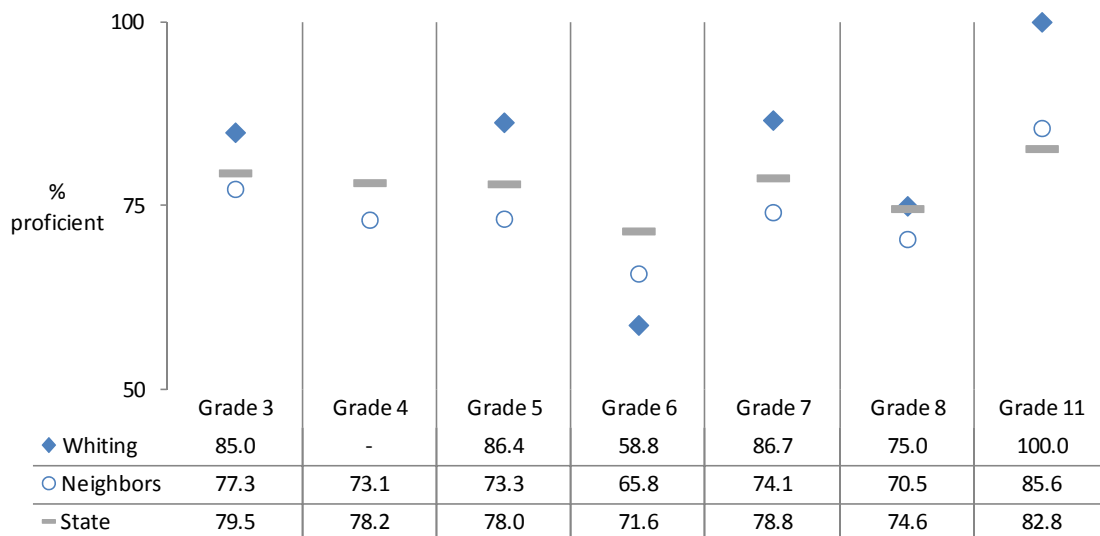 100
75
50
%
proficient
Grade 3 Grade 4 Grade 5 Grade 6 Grade 7 Grade 8 Grade 11
Whiting 85.0 - 86.4 58.8 86.7 75.0 100.0
Neighbors 77.3 73.1 73.3 65.8 74.1 70.5 85.6
State 79.5 78.2 78.0 71.6 78.8 74.6 82.8